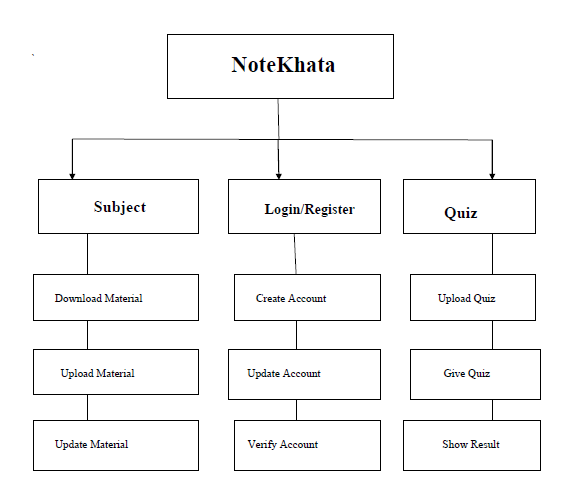 NoteKhata
Subject
Login/Register
Quiz
Download Material
Create Account
Upload Quiz
Upload Material
Update Account
Give Quiz
Update Material
Verify Account
Show Result